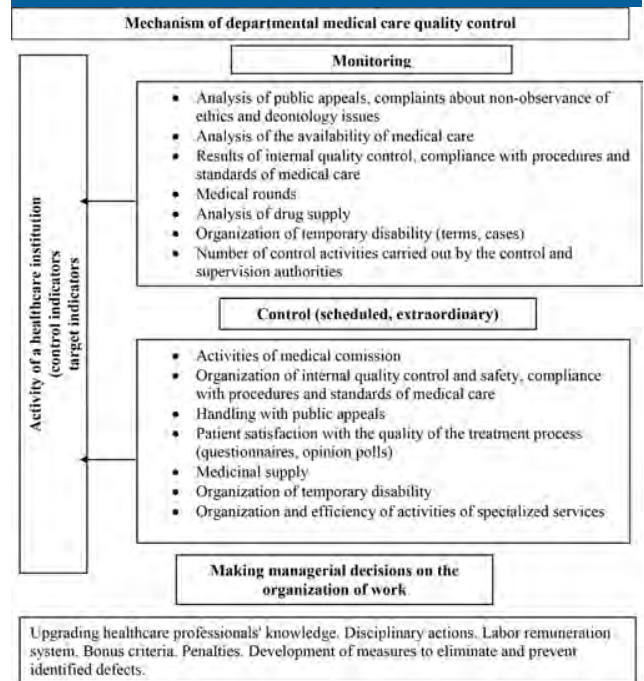 Mechanism of departmental medical care quality control
Monitoring
• Analysis of public appeals, complaints about non-observance of
ethics and deontology issues
• Analysis of the availability of medical care
• Results of internal quality control, compliance with procedures and
standards of medical care
• Medical rounds
• Analysis of drug supply
• Organization of temporary disability (terms, cases)
• Number of control activities carried out by the control and
supervision authorities
Control (scheduled, extraordinary)
• Activities of medical comission
• Organization of internal quality control and safety, compliance
with procedures and standards of medical care
• Handling with public appeals
• Patient satisfaction with the quality of the treatment process
(questionnaires, opinion polls)
• Medicinal supply
• Organization of temporary disability
• Organization and efficiency of activities of specialized services
Activity of a healthcare institution
(control indicators
target indicators
Making managerial decisions on the
organization of work
Upgrading healthcare professionals' knowledge. Disciplinary actions. Labor remuneration
system. Bonus criteria. Penalties. Development of measures to eliminate and prevent
identified defects.